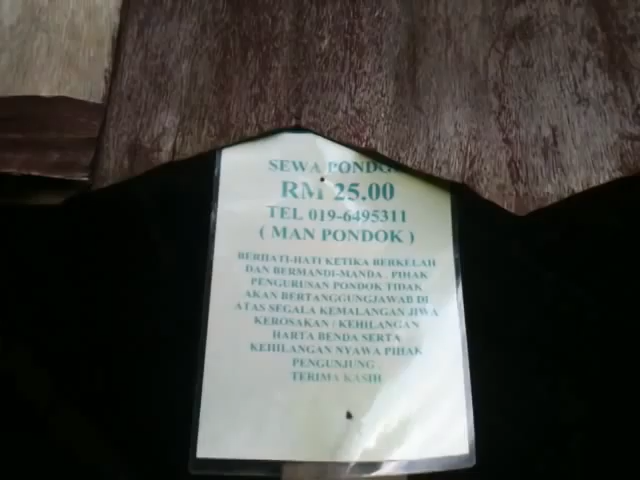 SEWA PONDOK
RM 25.00
TEL 019-6495311
( MAN PONDOK )
BERHATI-HATI KETIKA BERKELAH
DAN BERMANDI-MANDA . PIHAK
PENGURUSAN PONDOK TIDAK
AKAN BERTANGGUNGJAWAB DI
ATAS SEGALA KEMALANGAN JIWA
KEROSAKAN / KEHILANGAN
HARTA BENDA SERTA
KEHILANGAN NYAWA PIHAK
PENGUNJUNG .
TERIMA KASIH